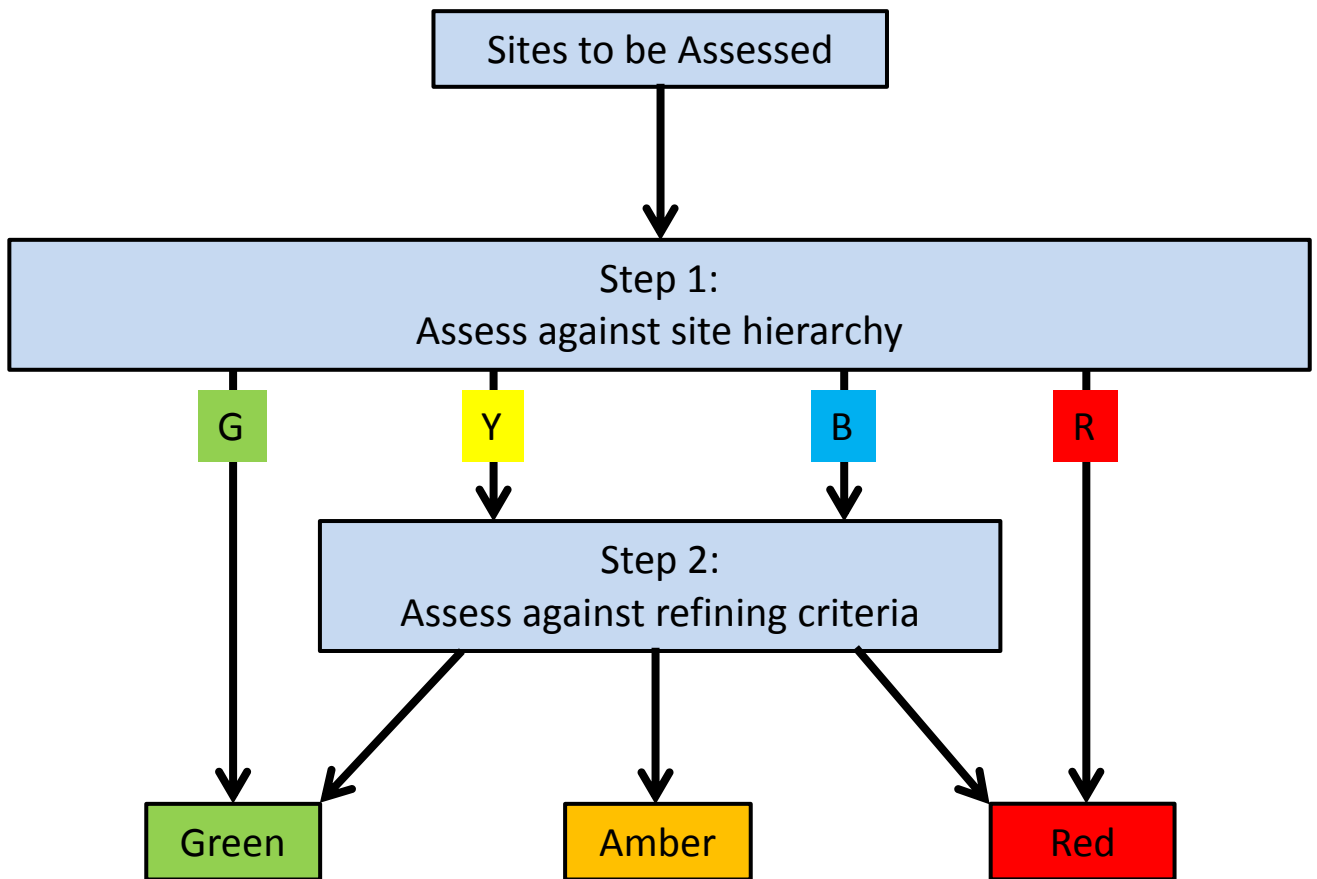 Sites to be Assessed
Step 1:
Assess against site hierarchy
G
Y
B
R
Step 2:
Assess against refining criteria
Green
Amber
Red